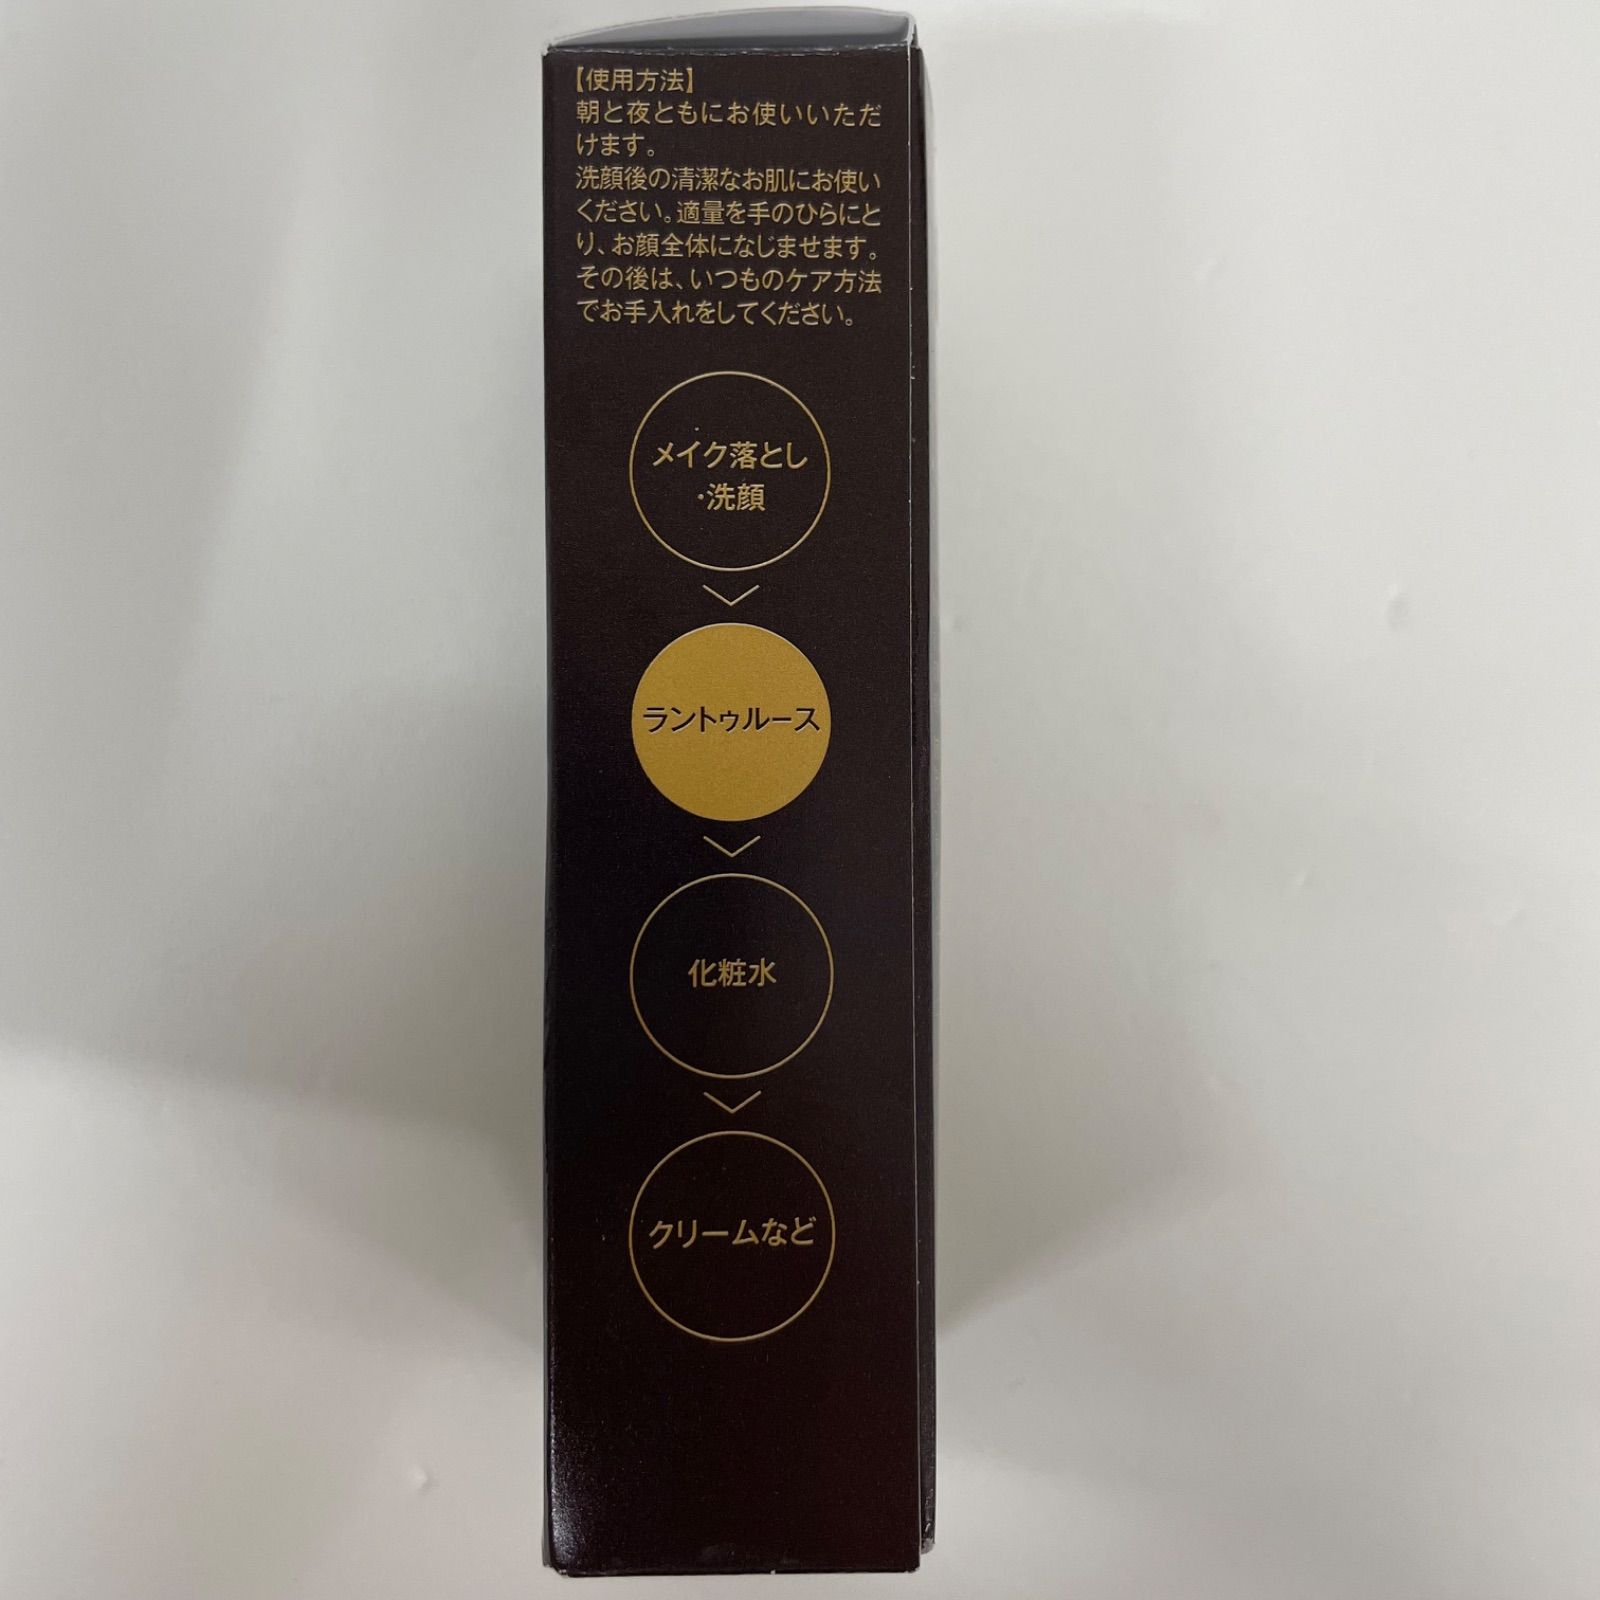 【使用方法】
朝と夜ともにお使いいただ
けます。
洗顔後の清潔なお肌にお使い
ください。適量を手のひらにと
り、お顔全体になじませます。
その後は、いつものケア方法
でお手入れをしてください。
メイク落とし
・洗顔
ラントゥルース
化粧水
クリームなど